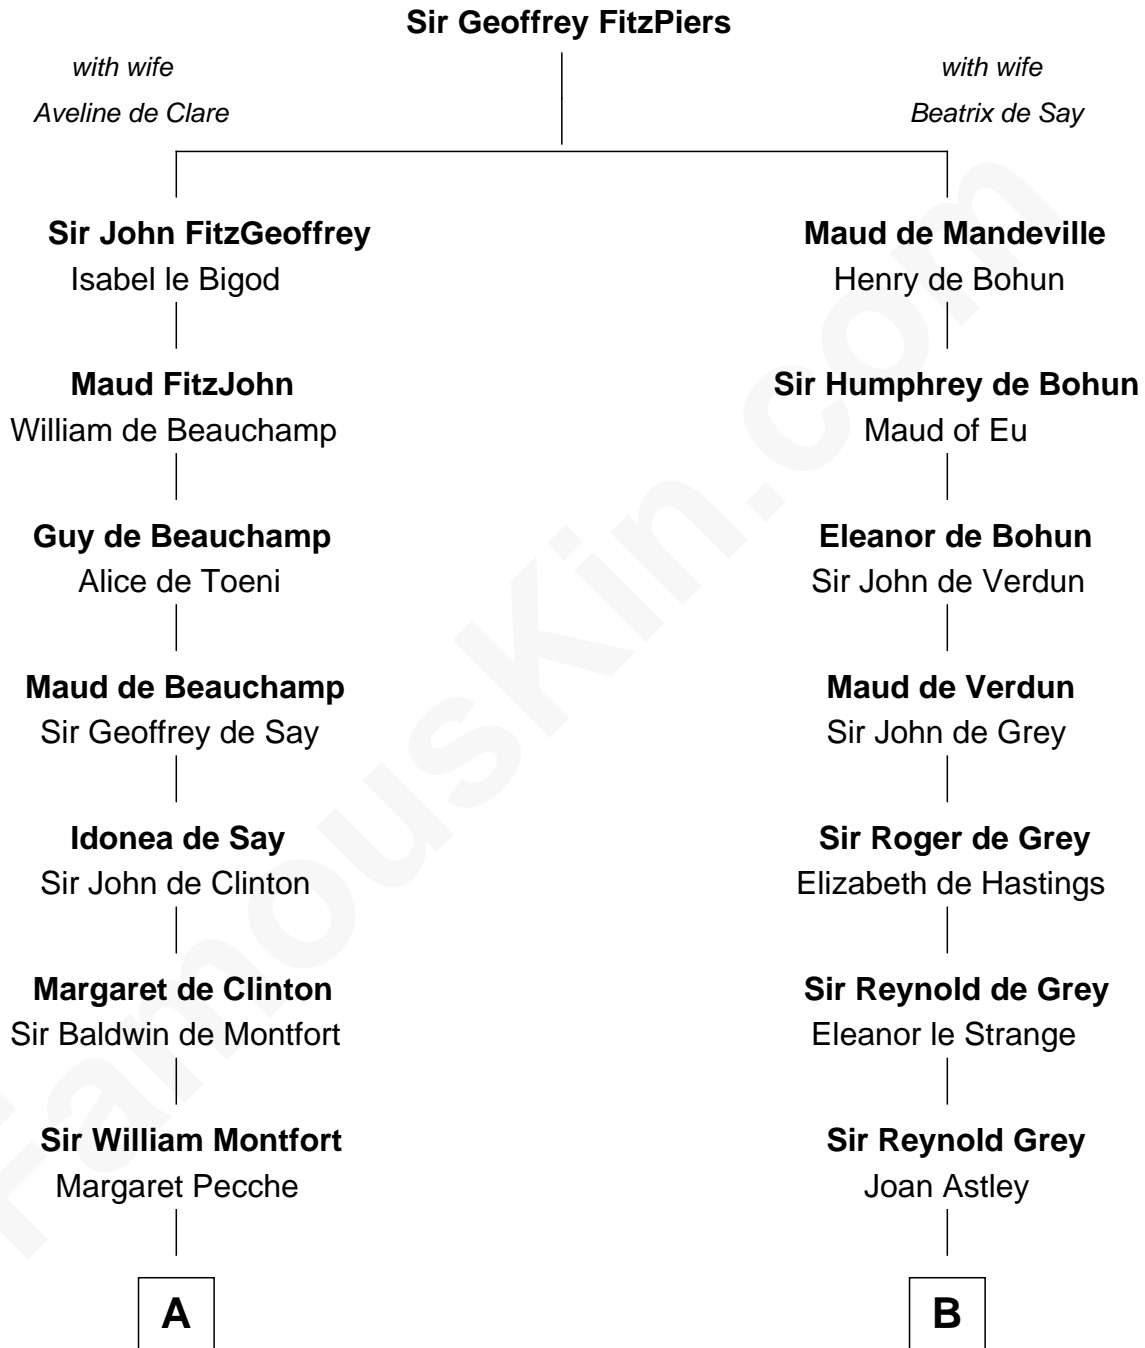 Sir Geoffrey FitzPiers
with wife
Aveline de Clare
with wife
Beatrix de Say
Sir John FitzGeoffrey
Isabel le Bigod
Maud de Mandeville
Henry de Bohun
Maud FitzJohn
William de Beauchamp
Sir Humphrey de Bohun
Maud of Eu
Guy de Beauchamp
Alice de Toeni
Eleanor de Bohun
Sir John de Verdun
Maud de Beauchamp
Sir Geoffrey de Say
Maud de Verdun
Sir John de Grey
Idonea de Say
Sir John de Clinton
Sir Roger de Grey
Elizabeth de Hastings
Margaret de Clinton
Sir Baldwin de Montfort
Sir Reynold de Grey
Eleanor le Strange
Sir William Montfort
Margaret Pecche
Sir Reynold Grey
Joan Astley
A
B
FamousKin.com